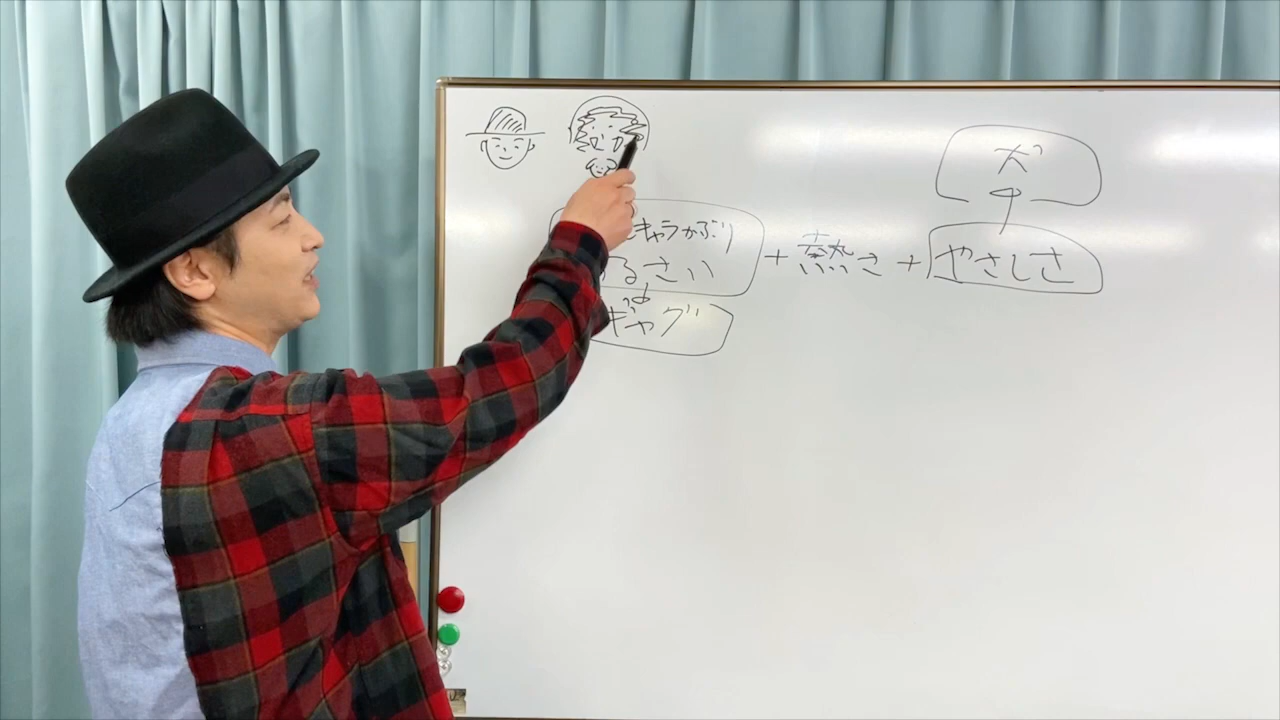 犬
キャラかぶり
るさい + 熱さ + やさしさ
ギャグ